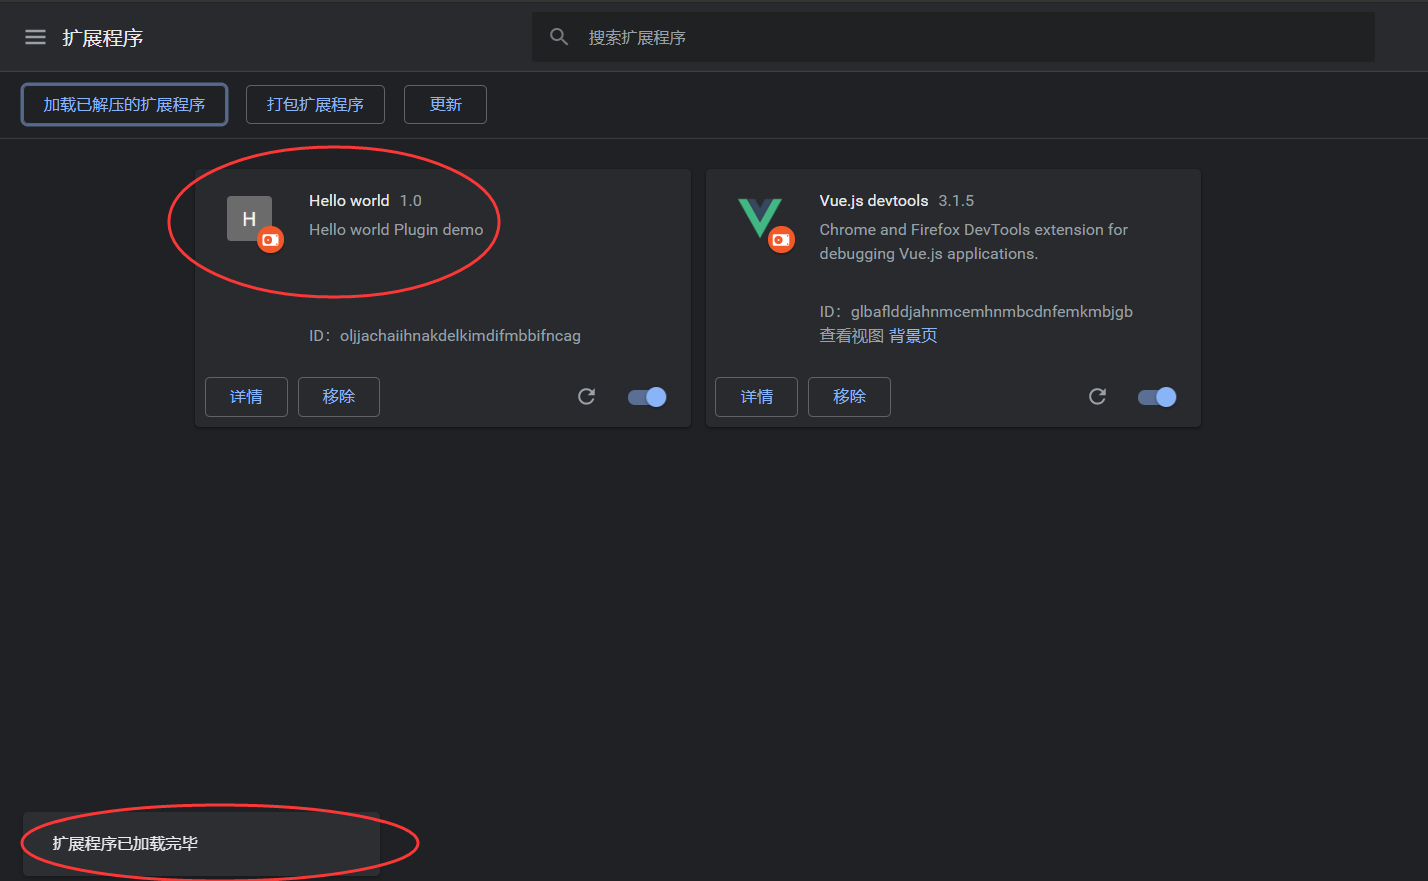 扩展程序
搜索扩展程序
加载已解压的扩展程序
打包扩展程序
更新
H
Hello world 1.0
Hello world Plugin demo
ID：oljjachaiihnakdelkimdifmbbifncag
详情
移除
Vue.js devtools 3.1.5
Chrome and Firefox DevTools extension for
debugging Vue.js applications.
ID：glbaflddjahnmcemhnmbcdnfemkmbjgb
查看视图 背景页
详情
移除
扩展程序已加载完毕